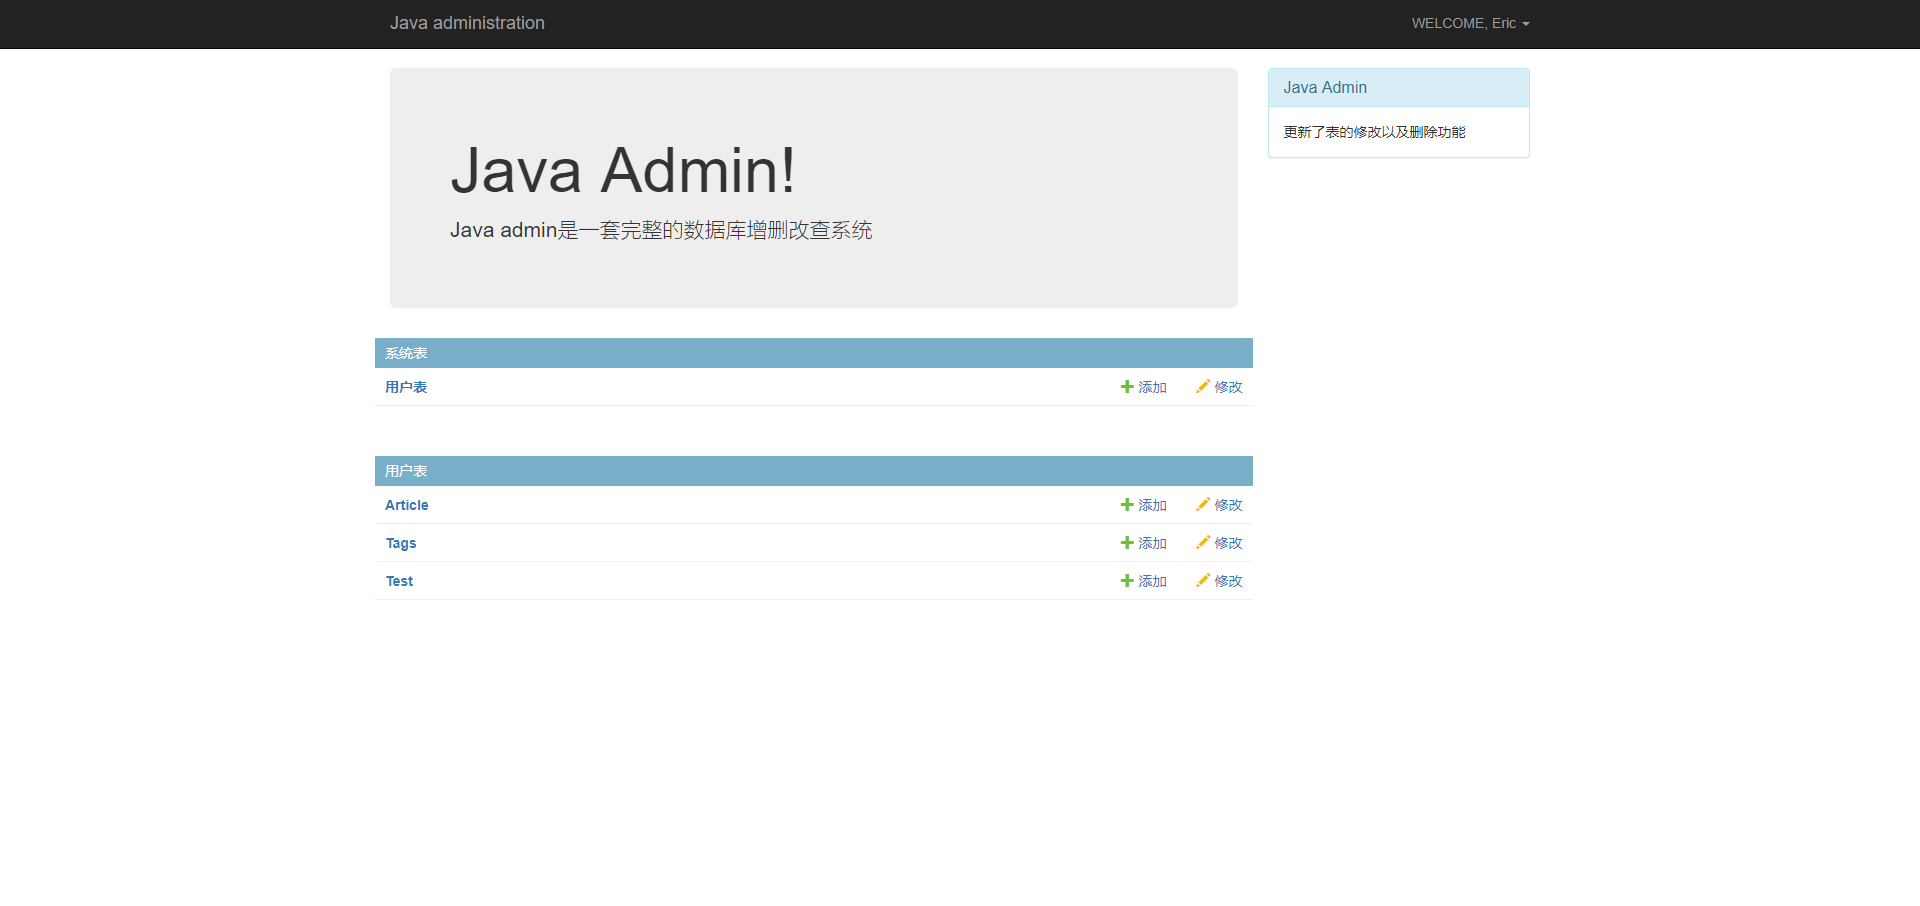 Java administration
WELCOME, Eric
Java Admin!
Java admin是一套完整的数据库增删改查系统
Java Admin
更新了表的修改以及删除功能
系统表
用户表 添加 修改
用户表
Article 添加 修改
Tags 添加 修改
Test 添加 修改